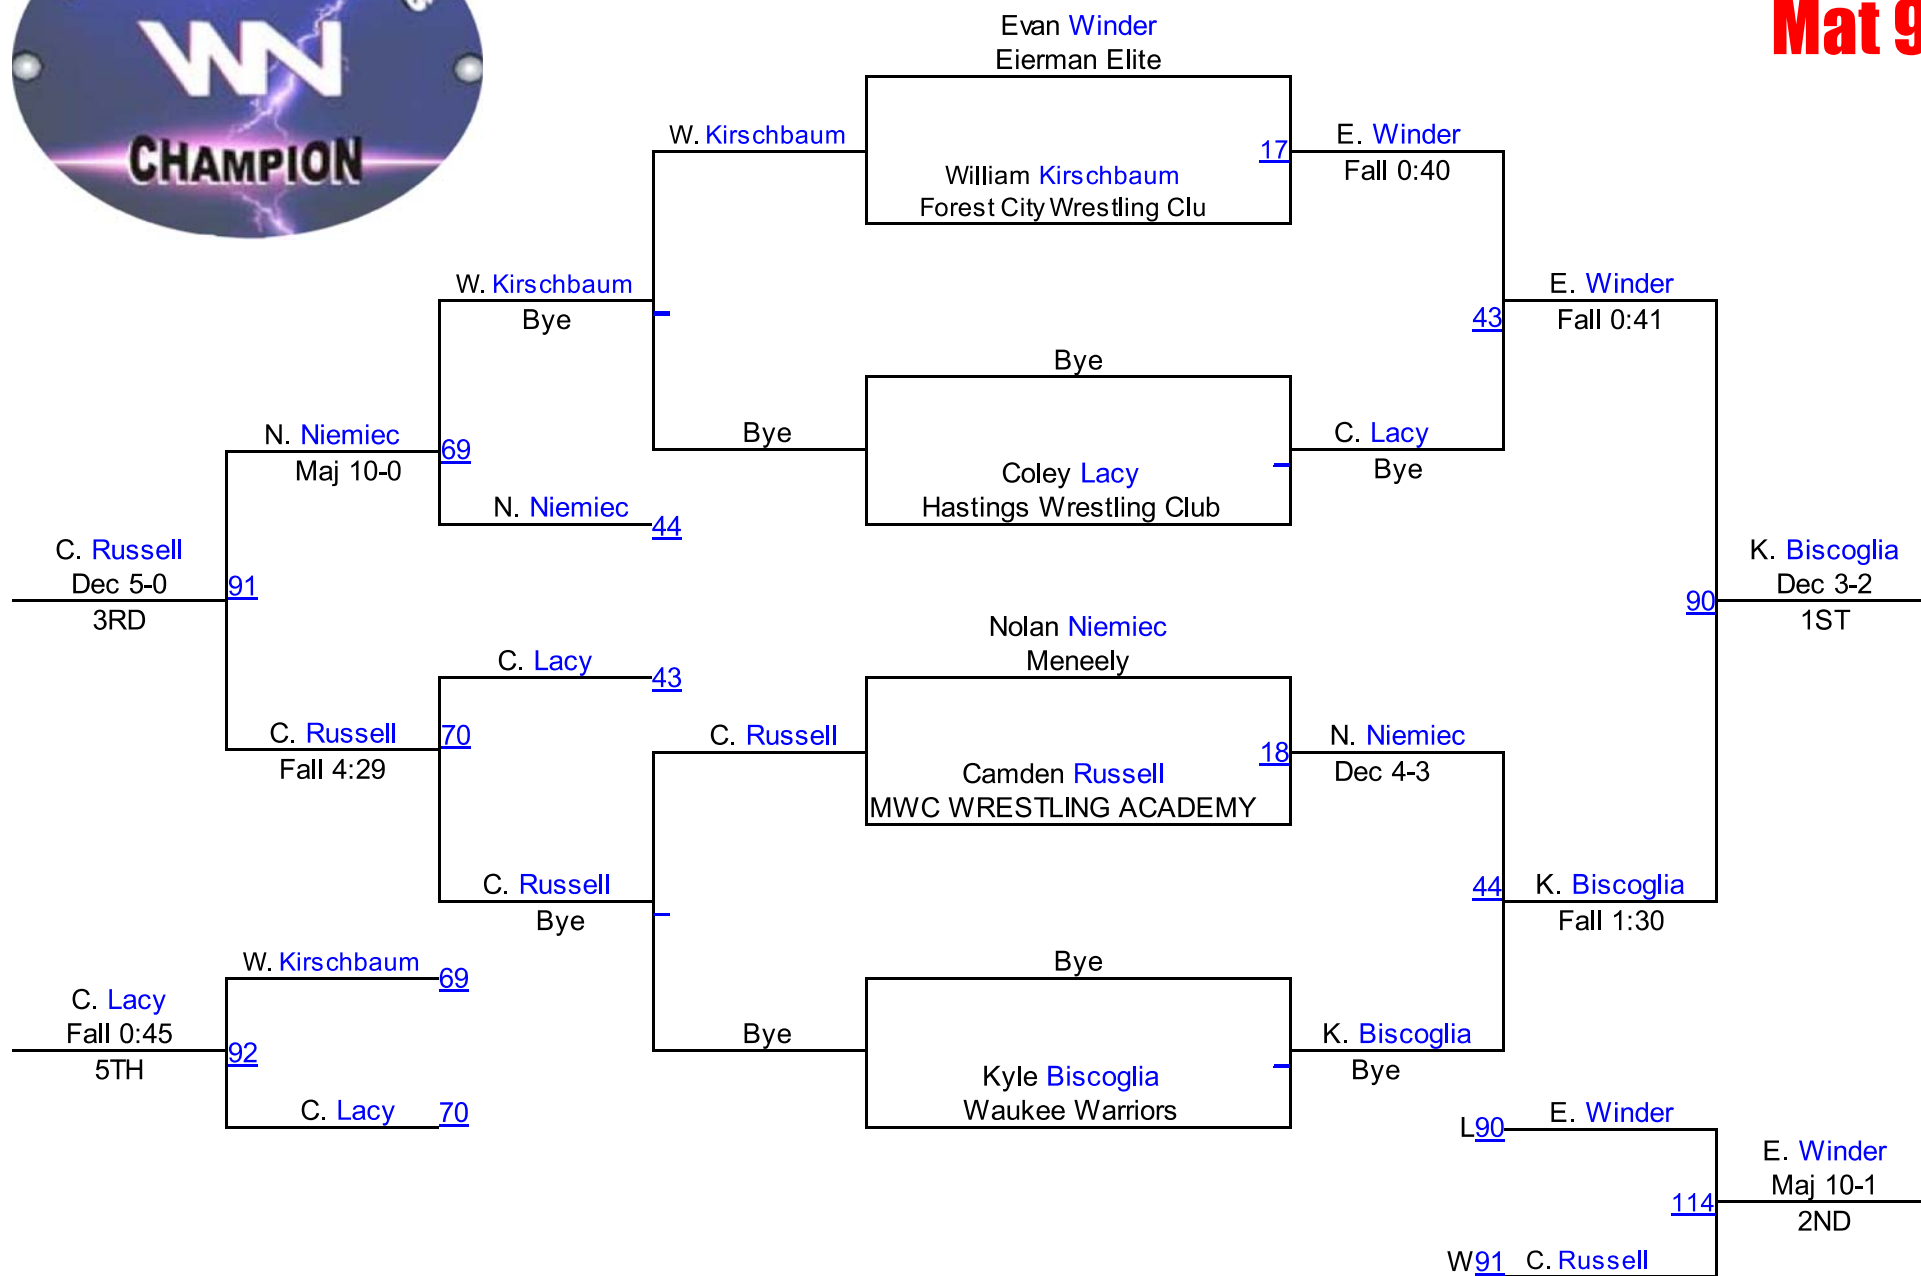 WN
CHAMPION
Mat 9
Evan Winder
Eierman Elite
W. Kirschbaum
17
E. Winder
Fall 0:40
William Kirschbaum
Forest City Wrestling Clu
W. Kirschbaum
Bye
E. Winder
43
Fall 0:41
Bye
N. Niemiec
69
Maj 10-0
Bye
C. Lacy
Bye
Coley Lacy
Hastings Wrestling Club
N. Niemiec
44
C. Russell
Dec 5-0
91
3RD
K. Biscoglia
Dec 3-2
90
1ST
Nolan Niemiec
Meneely
C. Lacy
43
C. Russell
70
Fall 4:29
C. Russell
18
N. Niemiec
Dec 4-3
Camden Russell
MWC WRESTLING ACADEMY
C. Russell
Bye
44
K. Biscoglia
Fall 1:30
W. Kirschbaum
69
Bye
C. Lacy
Fall 0:45
92
5TH
Bye
K. Biscoglia
Bye
Kyle Biscoglia
Waukee Warriors
C. Lacy
70
L90
E. Winder
E. Winder
Maj 10-1
114
2ND
W91
C. Russell